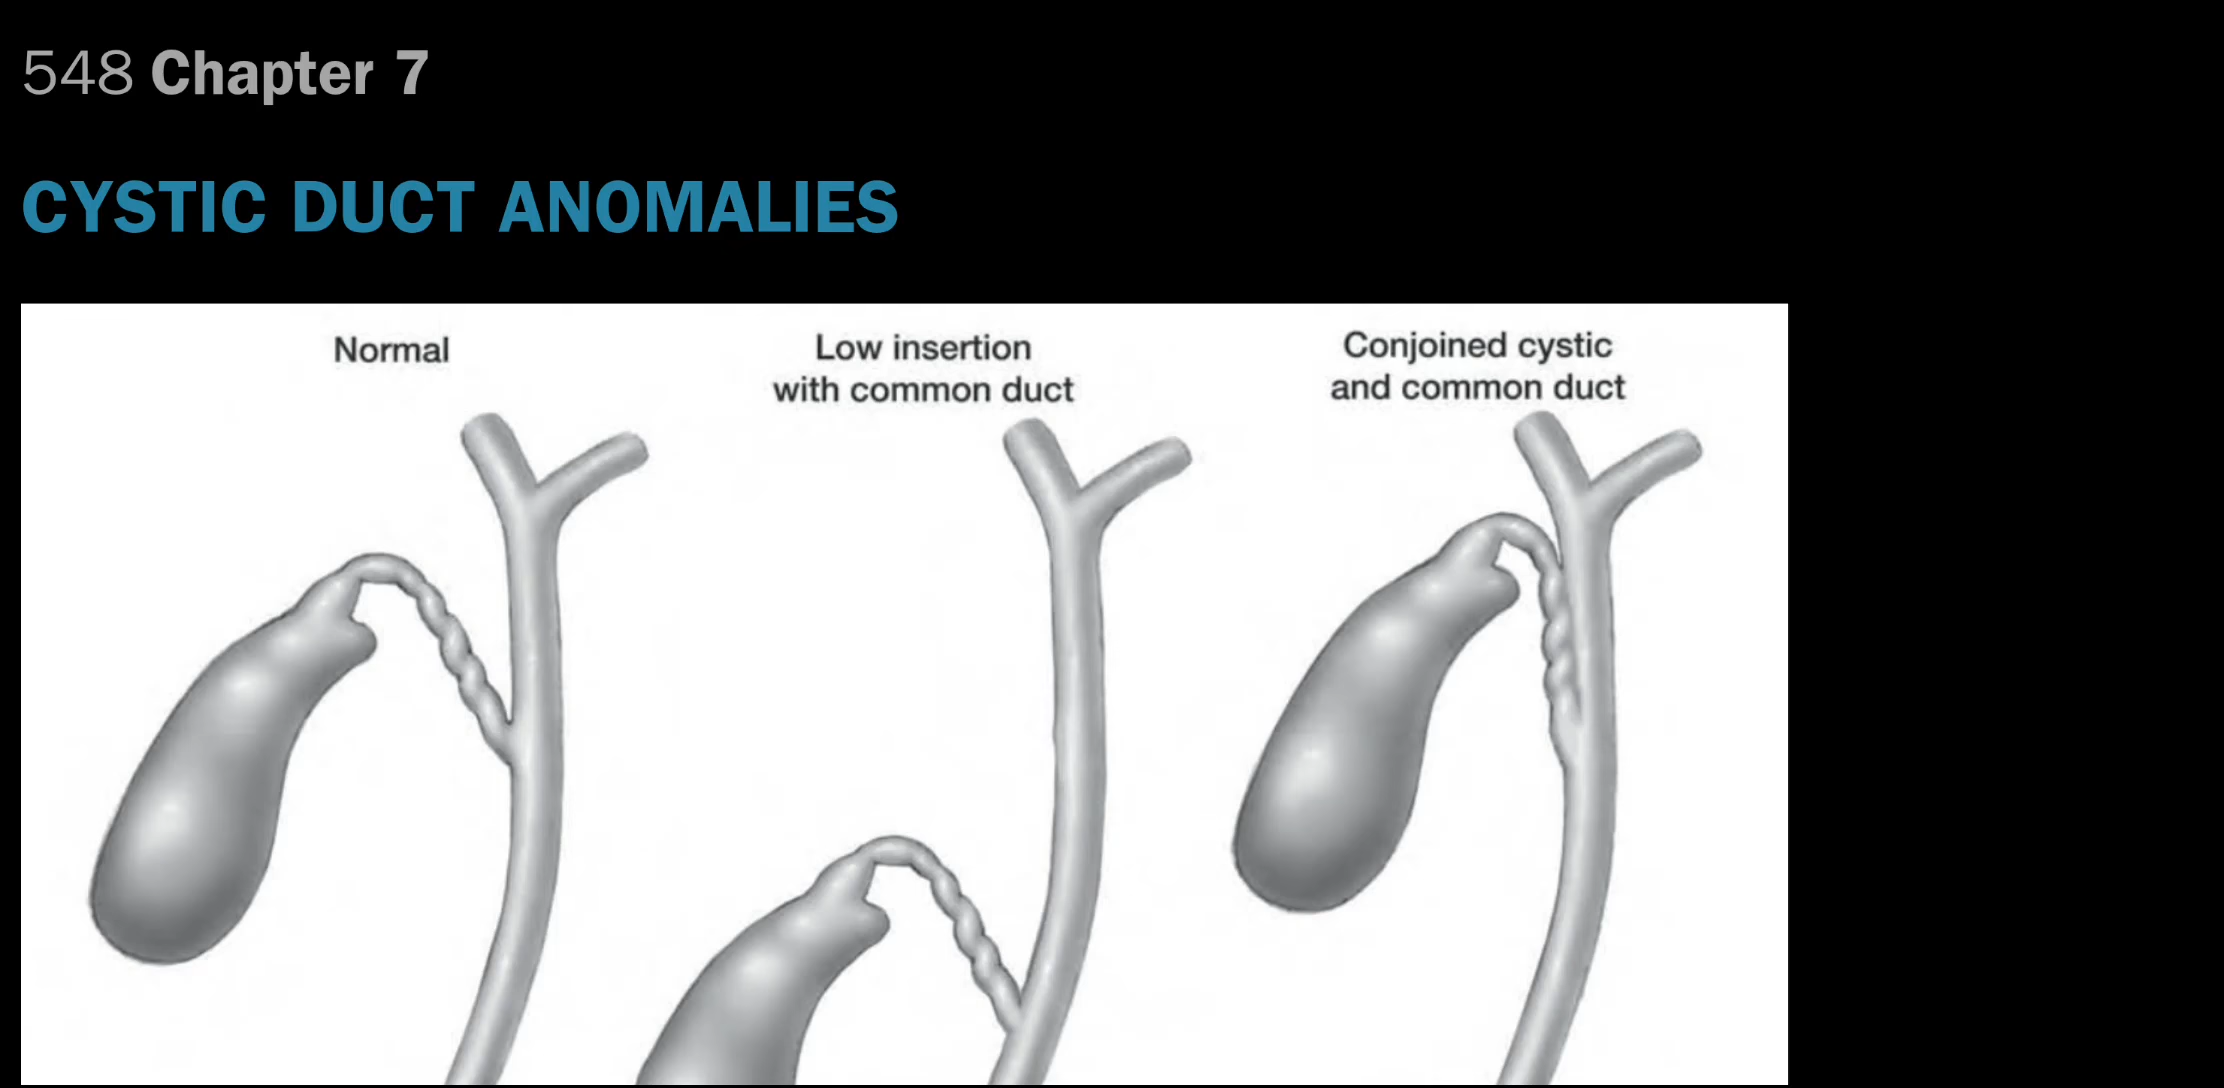 548 Chapter 7
CYSTIC DUCT ANOMALIES
Normal
Low insertion
with common duct
Conjoined cystic
and common duct